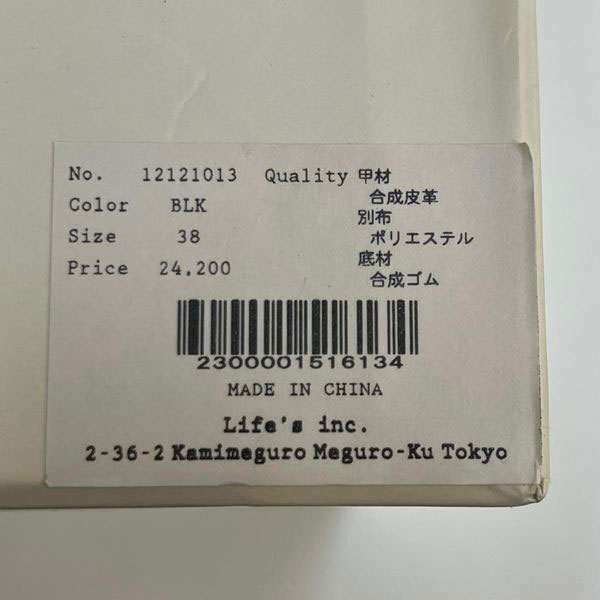 No. 12121013 Quality 甲材
合成皮革
Color BLK
別布
Size 38 ポリエステル
底材
Price 24,200
合成ゴム
2300001516134
MADE IN CHINA
Life's inc.
2-36-2 Kamimeguro Meguro-Ku Tokyo